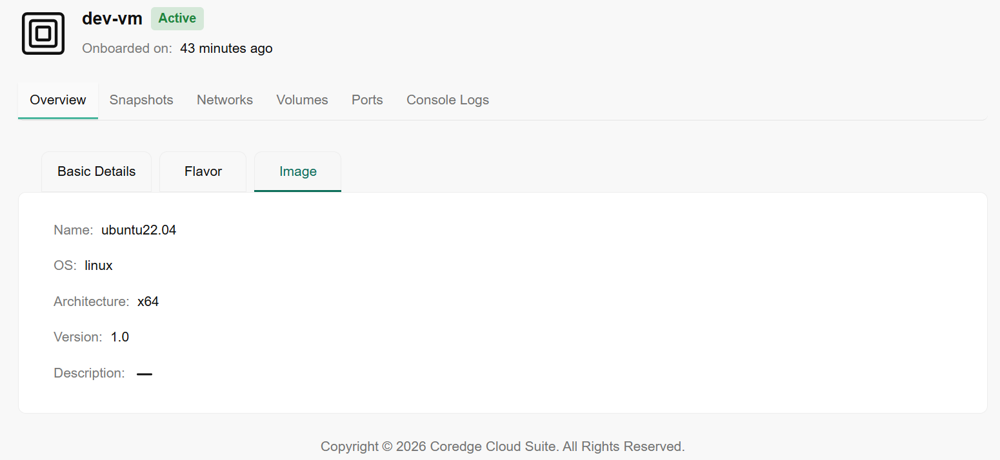 dev-vm Active
Onboarded on: 43 minutes ago
Overview Snapshots Networks Volumes Ports Console Logs
Basic Details Flavor Image
Name: ubuntu22.04
OS: linux
Architecture: x64
Version: 1.0
Description: —
Copyright © 2026 Coredge Cloud Suite. All Rights Reserved.